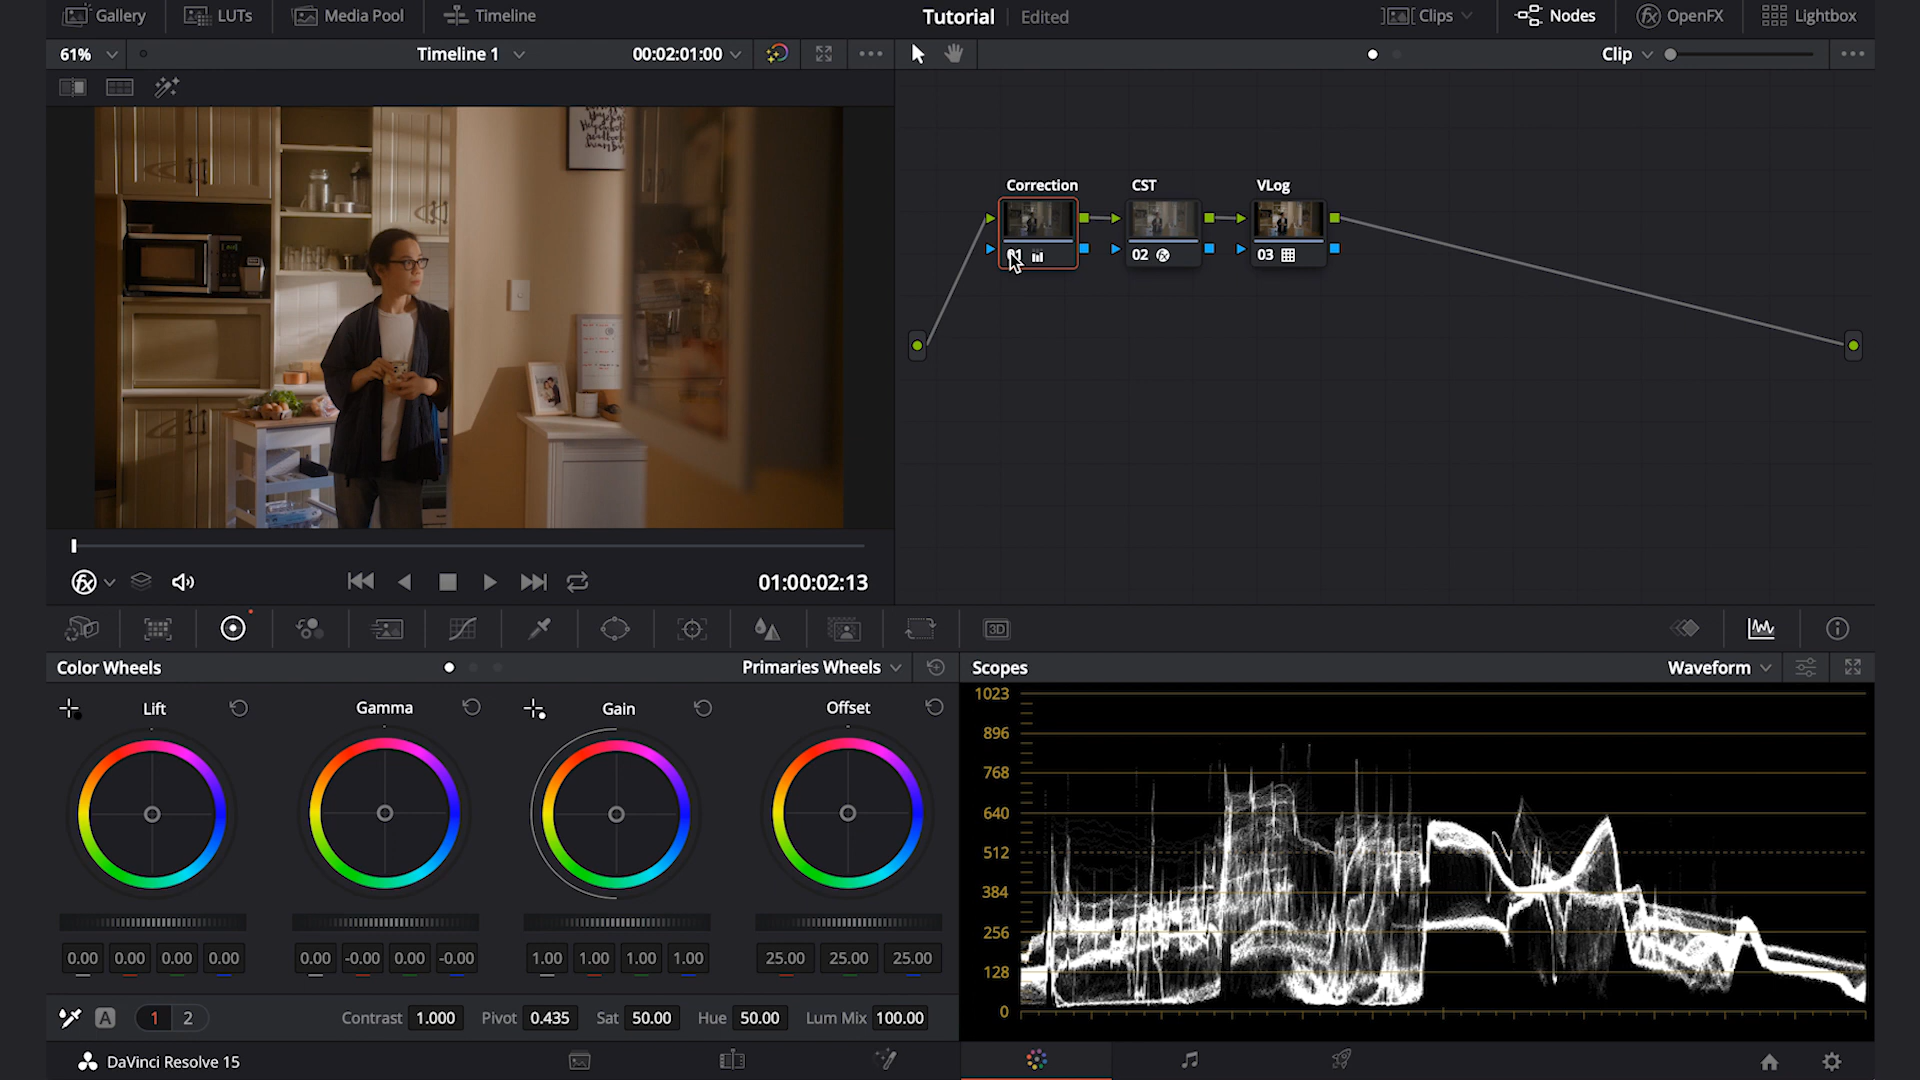 Gallery
LUTs
Media Pool
Timeline
Tutorial
Edited
Clips
Nodes
OpenFX
Lightbox
61%
Timeline 1
00:02:01:00
Clip
Correction
CST
VLog
02
03
01:00:02:13
3D
Color Wheels
Primaries Wheels
Scopes
Waveform
Lift
Gamma
Gain
Offset
1023
896
768
640
512
384
256
128
0
0.00 0.00 0.00 0.00
0.00 -0.00 0.00 -0.00
1.00 1.00 1.00 1.00
25.00 25.00 25.00
A
1 2
Contrast 1.000
Pivot 0.435
Sat 50.00
Hue 50.00
Lum Mix 100.00
DaVinci Resolve 15